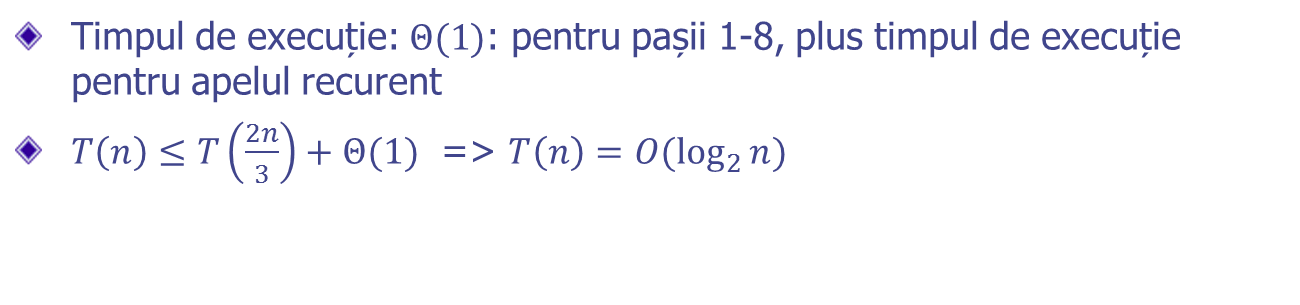 Timpul de execuție: Θ(1): pentru pașii 1-8, plus timpul de execuție
pentru apelul recurent
T(n) ≤ T(2n/3) + Θ(1) => T(n) = O(log₂ n)